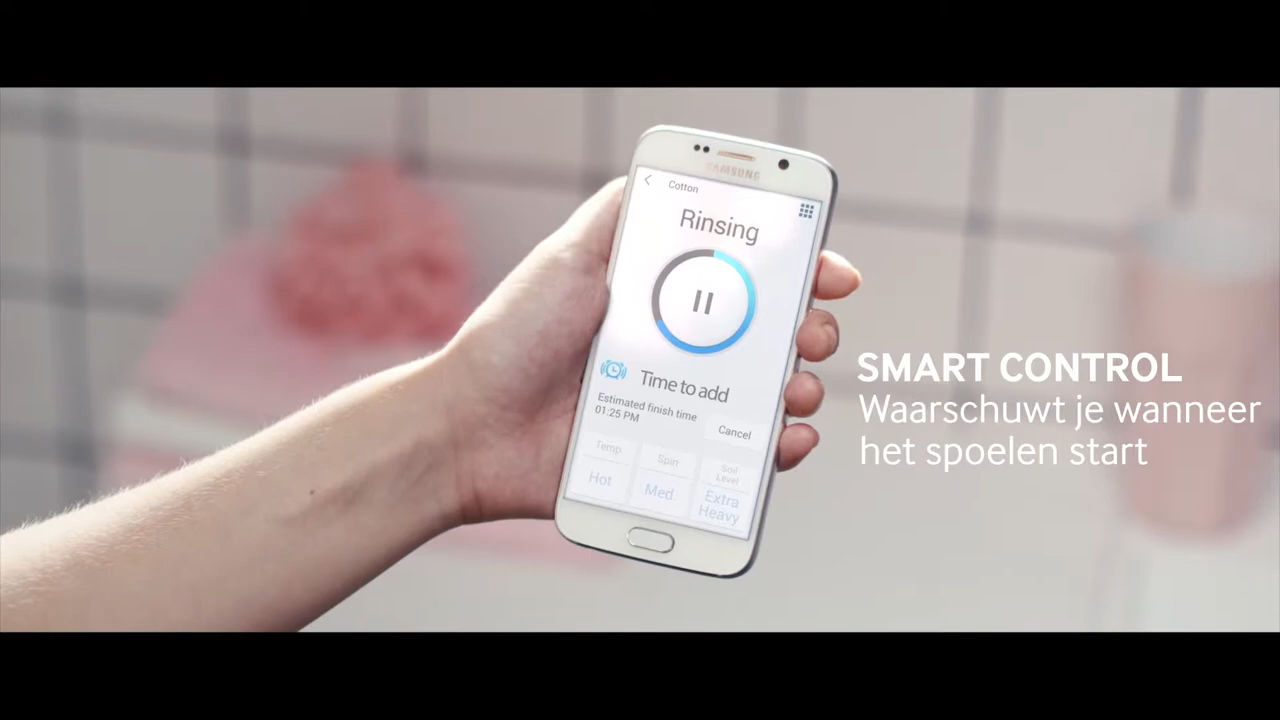 SAMSUNG
Cotton
Rinsing
Time to add
Estimated finish time
01:25 PM
Cancel
Temp
Hot
Spin
Med
Soil
Level
Extra
Heavy
SMART CONTROL
Waarschuwt je wanneer
het spoelen start